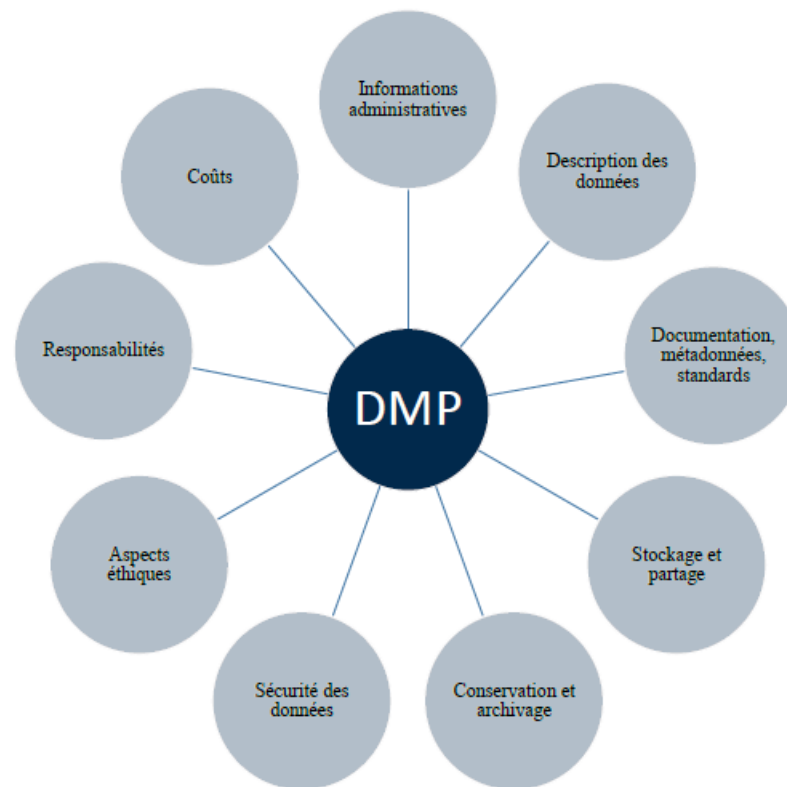 Informations
administratives
Description des
données
Documentation,
métadonnées,
standards
Stockage et
partage
Conservation et
archivage
Sécurité des
données
Aspects
éthiques
Responsabilités
Coûts
DMP